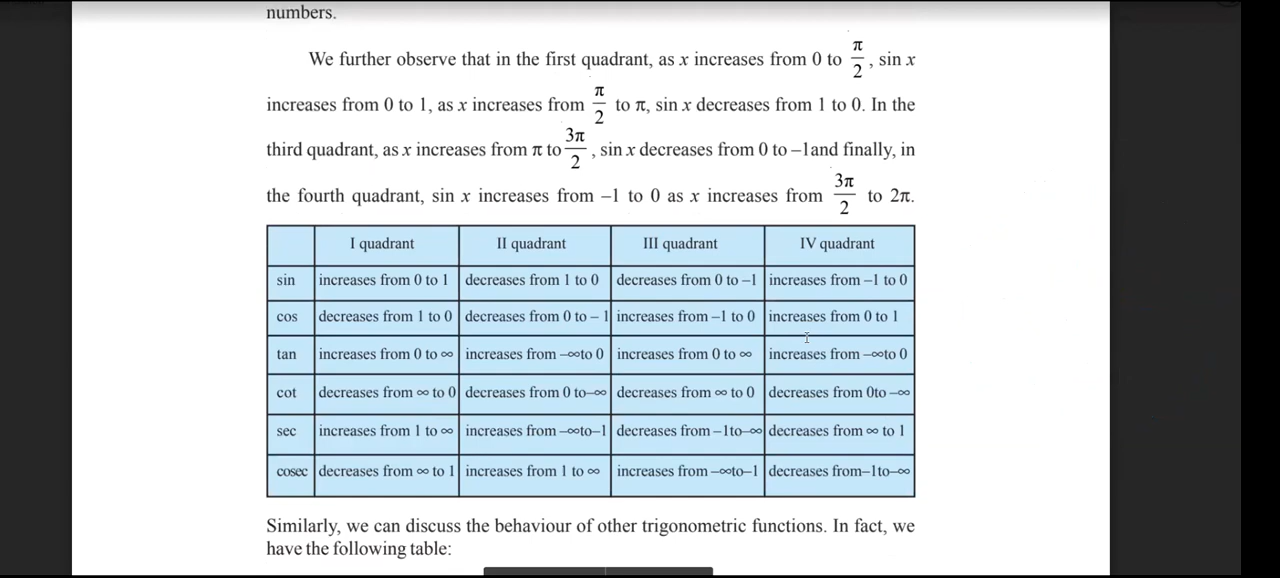 numbers.
We further observe that in the first quadrant, as x increases from 0 to π/2, sin x
increases from 0 to 1, as x increases from π/2 to π, sin x decreases from 1 to 0. In the
third quadrant, as x increases from π to 3π/2, sin x decreases from 0 to –1and finally, in
the fourth quadrant, sin x increases from –1 to 0 as x increases from 3π/2 to 2π.
I quadrant II quadrant III quadrant IV quadrant
sin increases from 0 to 1 decreases from 1 to 0 decreases from 0 to –1 increases from –1 to 0
cos decreases from 1 to 0 decreases from 0 to – 1 increases from –1 to 0 increases from 0 to 1
tan increases from 0 to ∞ increases from –∞to 0 increases from 0 to ∞ increases from –∞to 0
cot decreases from ∞ to 0 decreases from 0 to–∞ decreases from ∞ to 0 decreases from 0to –∞
sec increases from 1 to ∞ increases from –∞to–1 decreases from –1to–∞ decreases from ∞ to 1
cosec decreases from ∞ to 1 increases from 1 to ∞ increases from –∞to–1 decreases from–1to–∞
Similarly, we can discuss the behaviour of other trigonometric functions. In fact, we
have the following table: